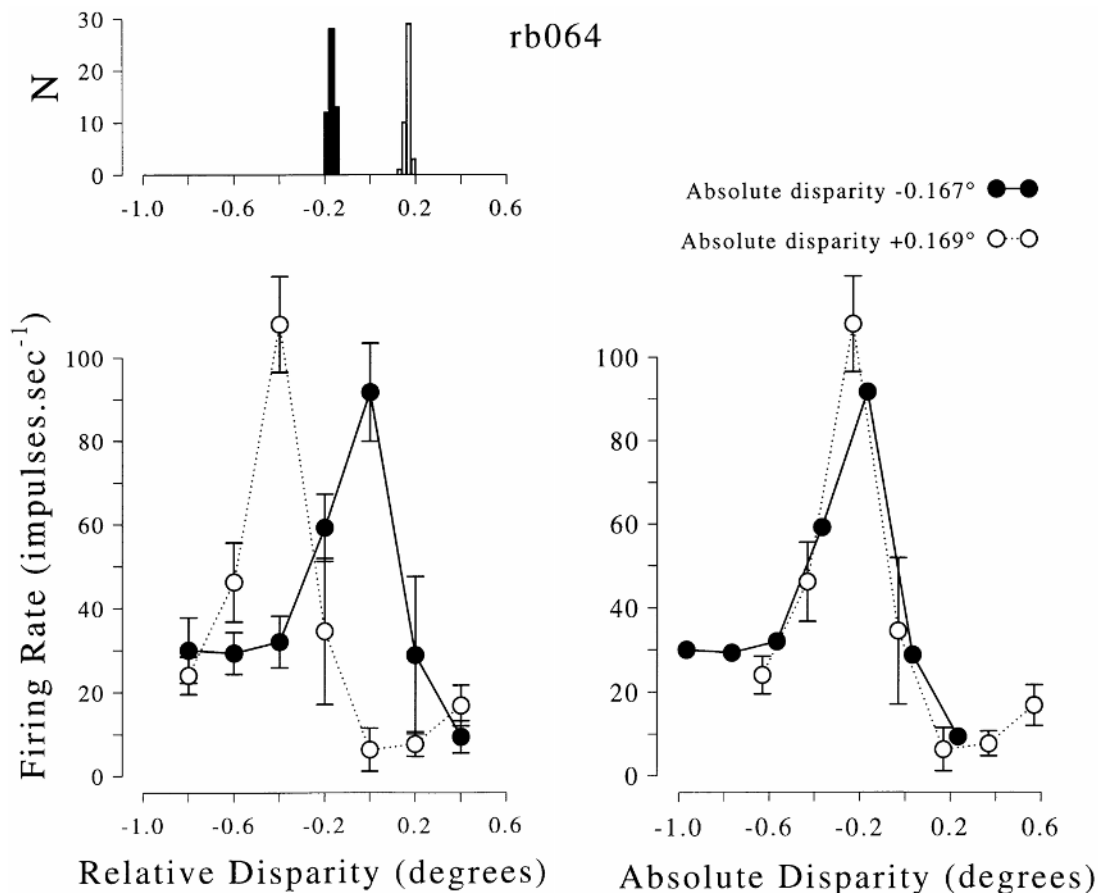 rb064
N
30
20
10
0
-1.0 -0.6 -0.2 0.2 0.6
Absolute disparity -0.167°
Absolute disparity +0.169°
Firing Rate (impulses.sec⁻¹)
100
80
60
40
20
0
-1.0 -0.6 -0.2 0.2 0.6
Relative Disparity (degrees)
100
80
60
40
20
0
-1.0 -0.6 -0.2 0.2 0.6
Absolute Disparity (degrees)